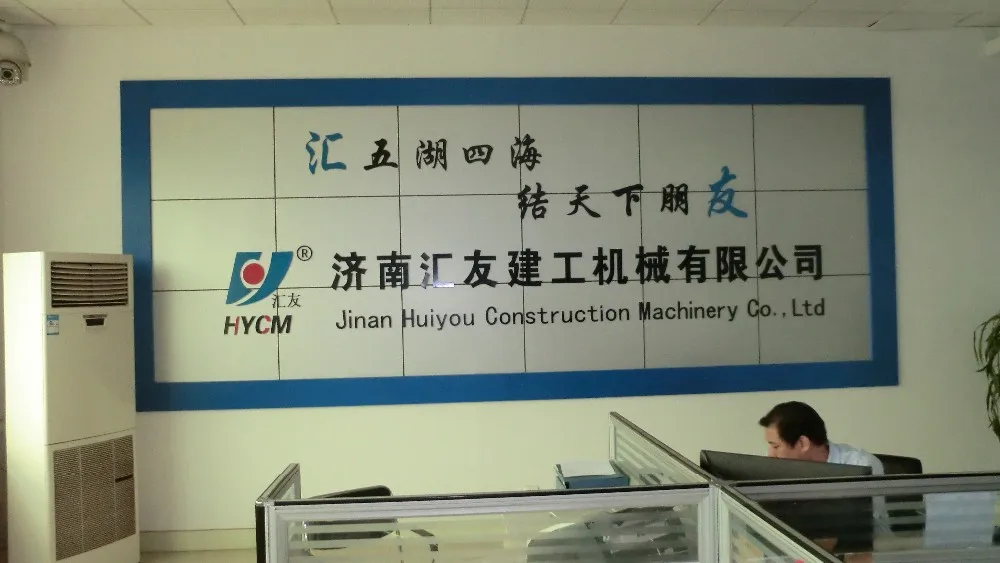 汇五湖四海
结天下朋友
®
汇友
HYCM
济南汇友建工机械有限公司
Jinan Huiyou Construction Machinery Co.,Ltd